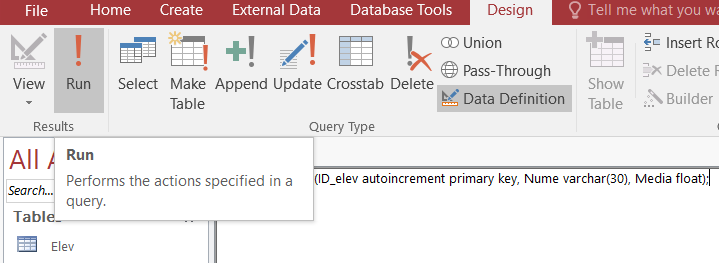 File Home Create External Data Database Tools Design Tell me what you wa
View Run Select Make Table Append Update Crosstab Delete
Union
Pass-Through
Data Definition
Show Table
Insert Ro
Delete
Builder
Results Query Type
All
Search...
Tables
Elev
Run
Performs the actions specified in a
query.
(ID_elev autoincrement primary key, Nume varchar(30), Media float);